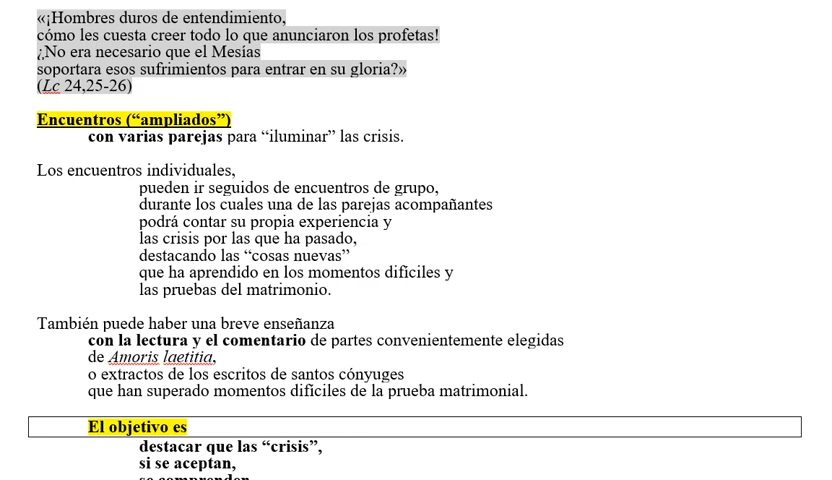 «¡Hombres duros de entendimiento,
cómo les cuesta creer todo lo que anunciaron los profetas!
¿No era necesario que el Mesías
soportara esos sufrimientos para entrar en su gloria?»
(Lc 24,25-26)
Encuentros (“ampliados”)
con varias parejas para “iluminar” las crisis.
Los encuentros individuales,
pueden ir seguidos de encuentros de grupo,
durante los cuales una de las parejas acompañantes
podrá contar su propia experiencia y
las crisis por las que ha pasado,
destacando las “cosas nuevas”
que ha aprendido en los momentos difíciles y
las pruebas del matrimonio.
También puede haber una breve enseñanza
con la lectura y el comentario de partes convenientemente elegidas
de Amoris laetitia,
o extractos de los escritos de santos cónyuges
que han superado momentos difíciles de la prueba matrimonial.
El objetivo es
destacar que las “crisis”,
si se aceptan,
se comprenden